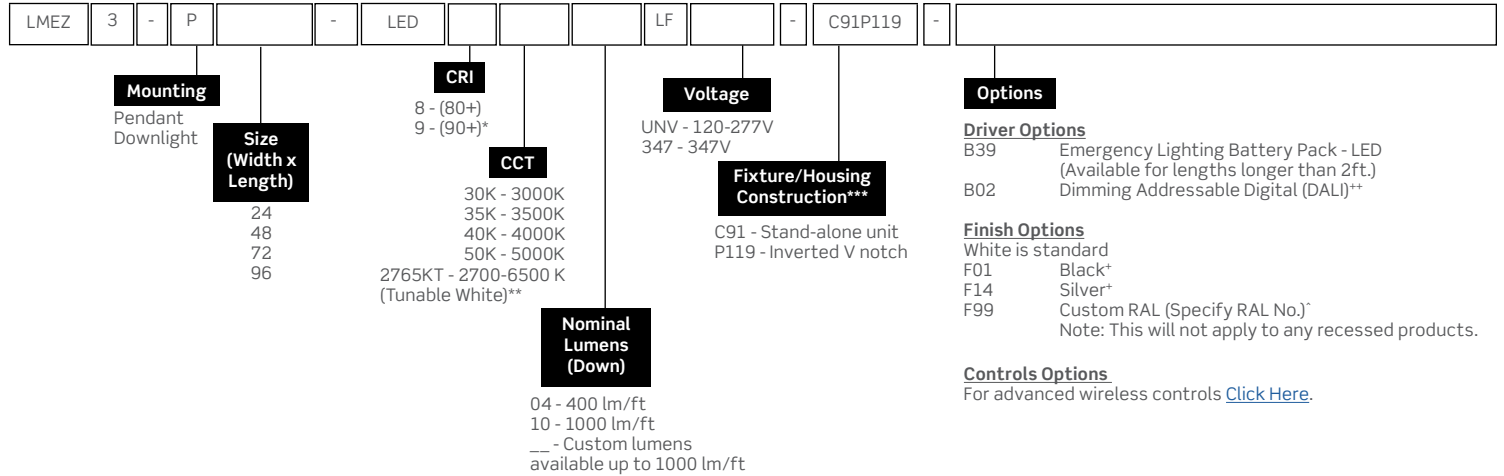 LMEZ 3 - P - LED LF - C91P119 -
Mounting
Pendant
Downlight
Size
(Width x
Length)
24
48
72
96
CRI
8 - (80+)
9 - (90+)*
CCT
30K - 3000K
35K - 3500K
40K - 4000K
50K - 5000K
2765KT - 2700-6500 K
(Tunable White)**
Nominal
Lumens
(Down)
04 - 400 lm/ft
10 - 1000 lm/ft
__ - Custom lumens
available up to 1000 lm/ft
Voltage
UNV - 120-277V
347 - 347V
Fixture/Housing
Construction***
C91 - Stand-alone unit
P119 - Inverted V notch
Options
Driver Options
B39 Emergency Lighting Battery Pack - LED
(Available for lengths longer than 2ft.)
B02 Dimming Addressable Digital (DALI)++
Finish Options
White is standard
F01 Black+
F14 Silver+
F99 Custom RAL (Specify RAL No.)^
Note: This will not apply to any recessed products.
Controls Options
For advanced wireless controls Click Here.